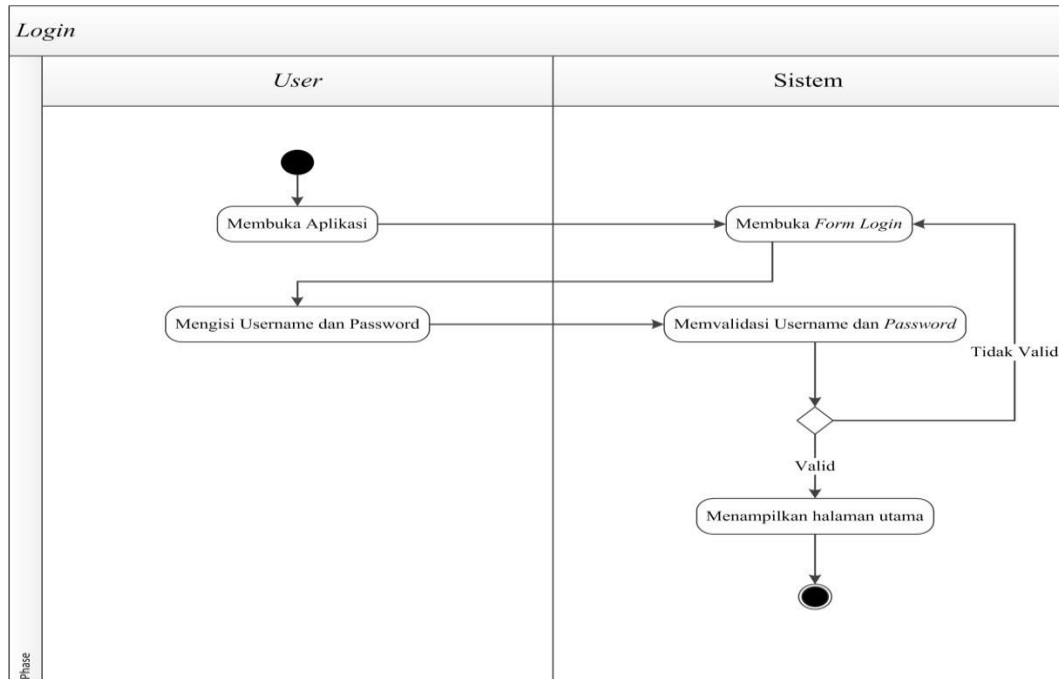 Login
User
Sistem
Membuka Aplikasi
Membuka Form Login
Mengisi Username dan Password
Memvalidasi Username dan Password
Tidak Valid
Valid
Menampilkan halaman utama
Phase